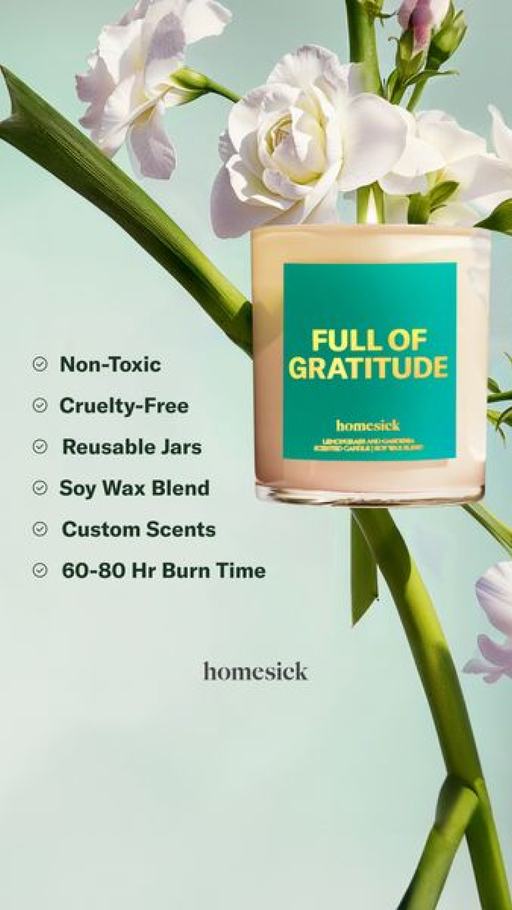 FULL OF
GRATITUDE
homesick
LEMONGRASS AND GARDENIA
SCENTED CANDLE | SOY WAX BLEND
Non-Toxic
Cruelty-Free
Reusable Jars
Soy Wax Blend
Custom Scents
60-80 Hr Burn Time
homesick